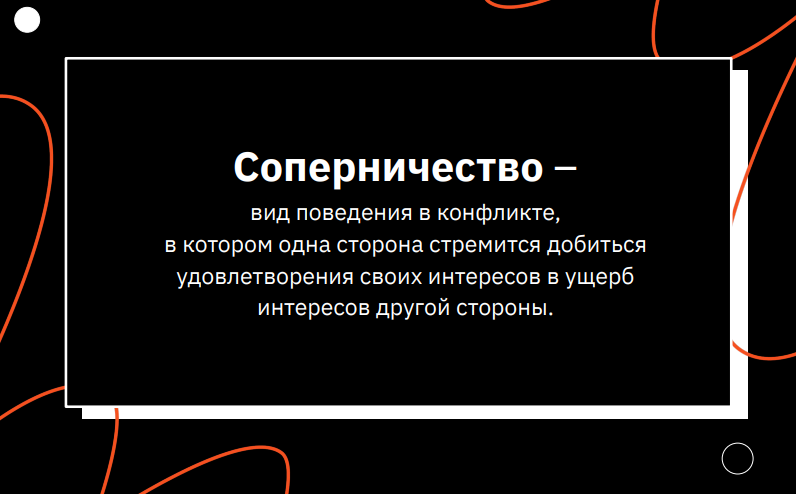 Соперничество –
вид поведения в конфликте,
в котором одна сторона стремится добиться
удовлетворения своих интересов в ущерб
интересов другой стороны.